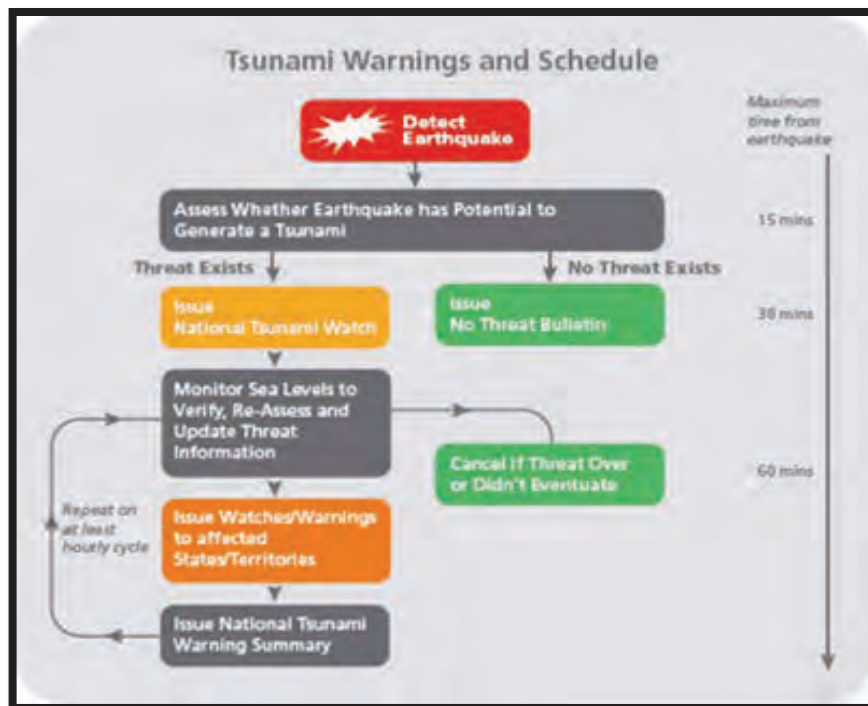 Tsunami Warnings and Schedule
Maximum
time from
earthquake
Detect
Earthquake
Assess Whether Earthquake has Potential to
Generate a Tsunami
15 mins
Threat Exists
No Threat Exists
Issue
National Tsunami Watch
Issue
No Threat Bulletin
30 mins
Monitor Sea Levels to
Verify, Re-Assess and
Update Threat
Information
Cancel if Threat Over
or Didn't Eventuate
60 mins
Repeat on
at least
hourly cycle
Issue Watches/Warnings
to affected
States/Territories
Issue National Tsunami
Warning Summary